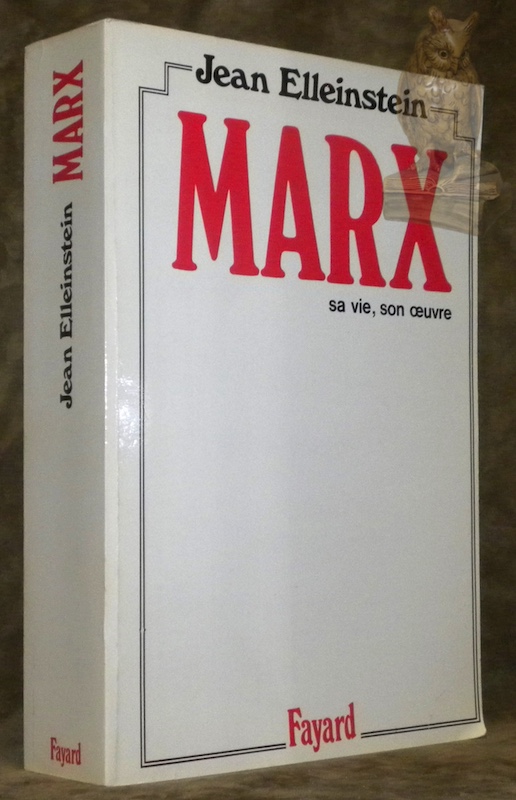 Jean Elleinstein
MARX
sa vie, son œuvre
Fayard
Jean Elleinstein MARX
Fayard